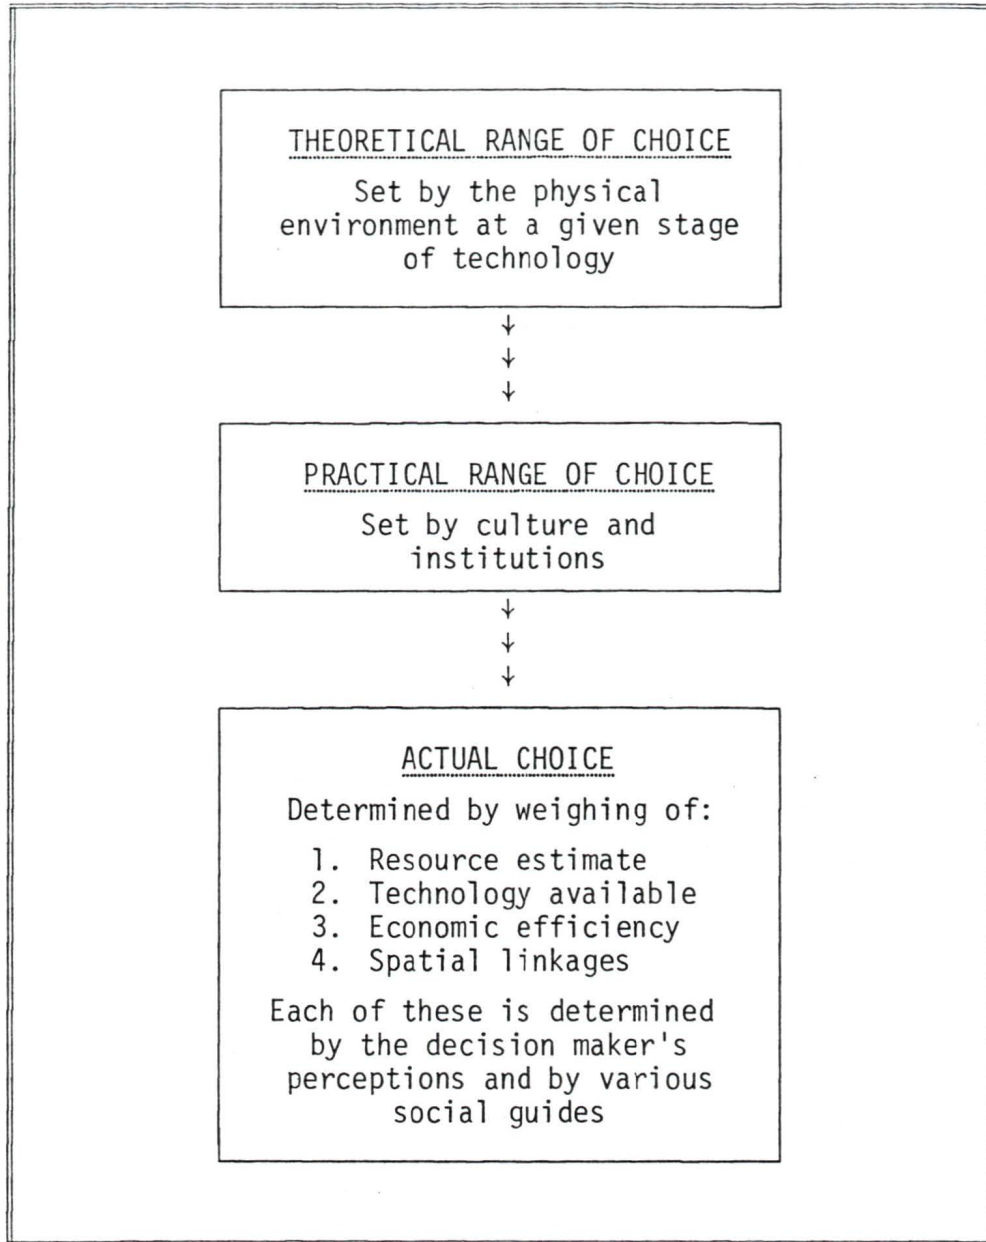 THEORETICAL RANGE OF CHOICE
Set by the physical
environment at a given stage
of technology
PRACTICAL RANGE OF CHOICE
Set by culture and
institutions
ACTUAL CHOICE
Determined by weighing of:
1. Resource estimate
2. Technology available
3. Economic efficiency
4. Spatial linkages
Each of these is determined
by the decision maker's
perceptions and by various
social guides